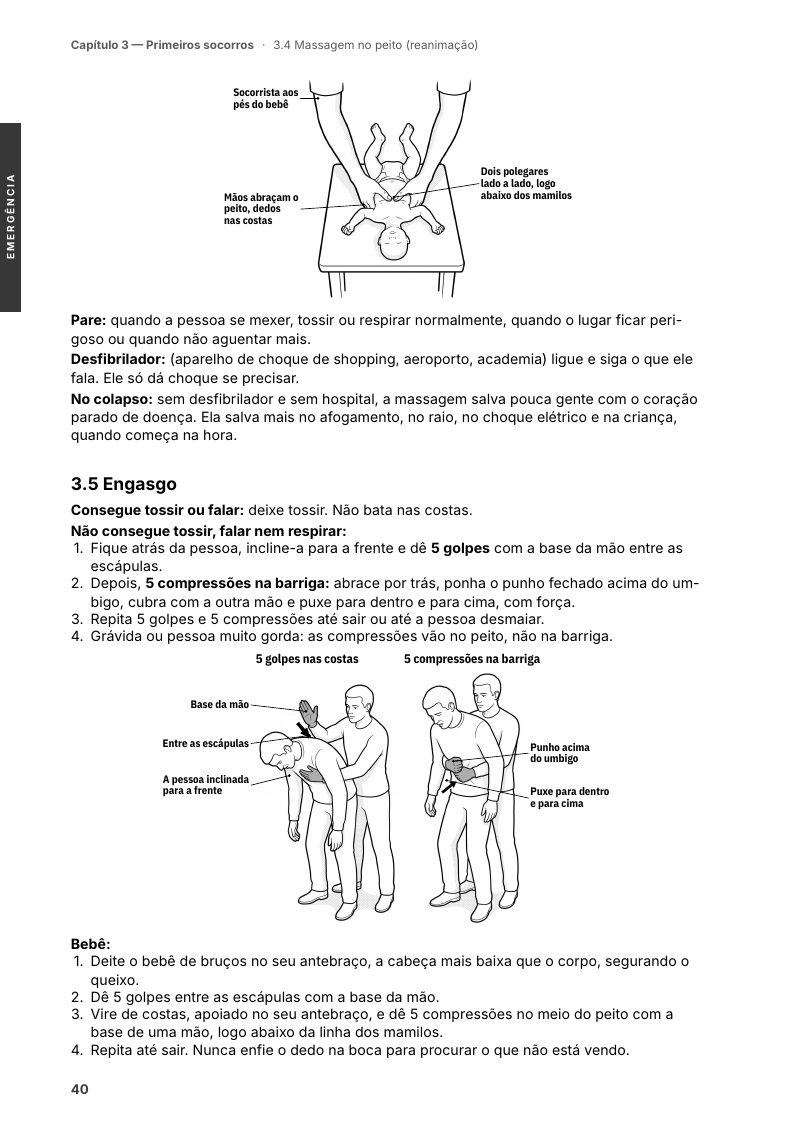 Capítulo 3 — Primeiros socorros · 3.4 Massagem no peito (reanimação)
EMERGÊNCIA
Socorrista aos
pés do bebê
Dois polegares
lado a lado, logo
abaixo dos mamilos
Mãos abraçam o
peito, dedos
nas costas
Pare: quando a pessoa se mexer, tossir ou respirar normalmente, quando o lugar ficar peri-
goso ou quando não aguentar mais.
Desfibrilador: (aparelho de choque de shopping, aeroporto, academia) ligue e siga o que ele
fala. Ele só dá choque se precisar.
No colapso: sem desfibrilador e sem hospital, a massagem salva pouca gente com o coração
parado de doença. Ela salva mais no afogamento, no raio, no choque elétrico e na criança,
quando começa na hora.
3.5 Engasgo
Consegue tossir ou falar: deixe tossir. Não bata nas costas.
Não consegue tossir, falar nem respirar:
1. Fique atrás da pessoa, incline-a para a frente e dê 5 golpes com a base da mão entre as
escápulas.
2. Depois, 5 compressões na barriga: abrace por trás, ponha o punho fechado acima do um-
bigo, cubra com a outra mão e puxe para dentro e para cima, com força.
3. Repita 5 golpes e 5 compressões até sair ou até a pessoa desmaiar.
4. Grávida ou pessoa muito gorda: as compressões vão no peito, não na barriga.
5 golpes nas costas
5 compressões na barriga
Base da mão
Entre as escápulas
A pessoa inclinada
para a frente
Punho acima
do umbigo
Puxe para dentro
e para cima
Bebê:
1. Deite o bebê de bruços no seu antebraço, a cabeça mais baixa que o corpo, segurando o
queixo.
2. Dê 5 golpes entre as escápulas com a base da mão.
3. Vire de costas, apoiado no seu antebraço, e dê 5 compressões no meio do peito com a
base de uma mão, logo abaixo da linha dos mamilos.
4. Repita até sair. Nunca enfie o dedo na boca para procurar o que não está vendo.
40